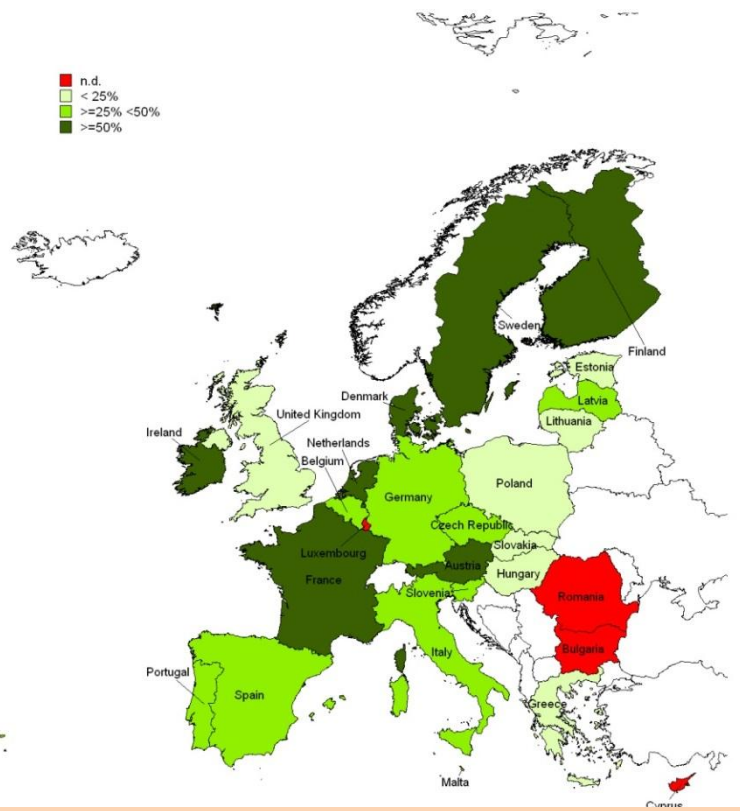 n.d.
< 25%
>=25% <50%
>=50%
Sweden
Finland
Estonia
Latvia
Lithuania
Denmark
United Kingdom
Ireland
Netherlands
Belgium
Germany
Poland
Czech Republic
Slovakia
Luxembourg
Austria
Hungary
France
Slovenia
Romania
Italy
Bulgaria
Portugal
Spain
Greece
Malta
Cyprus